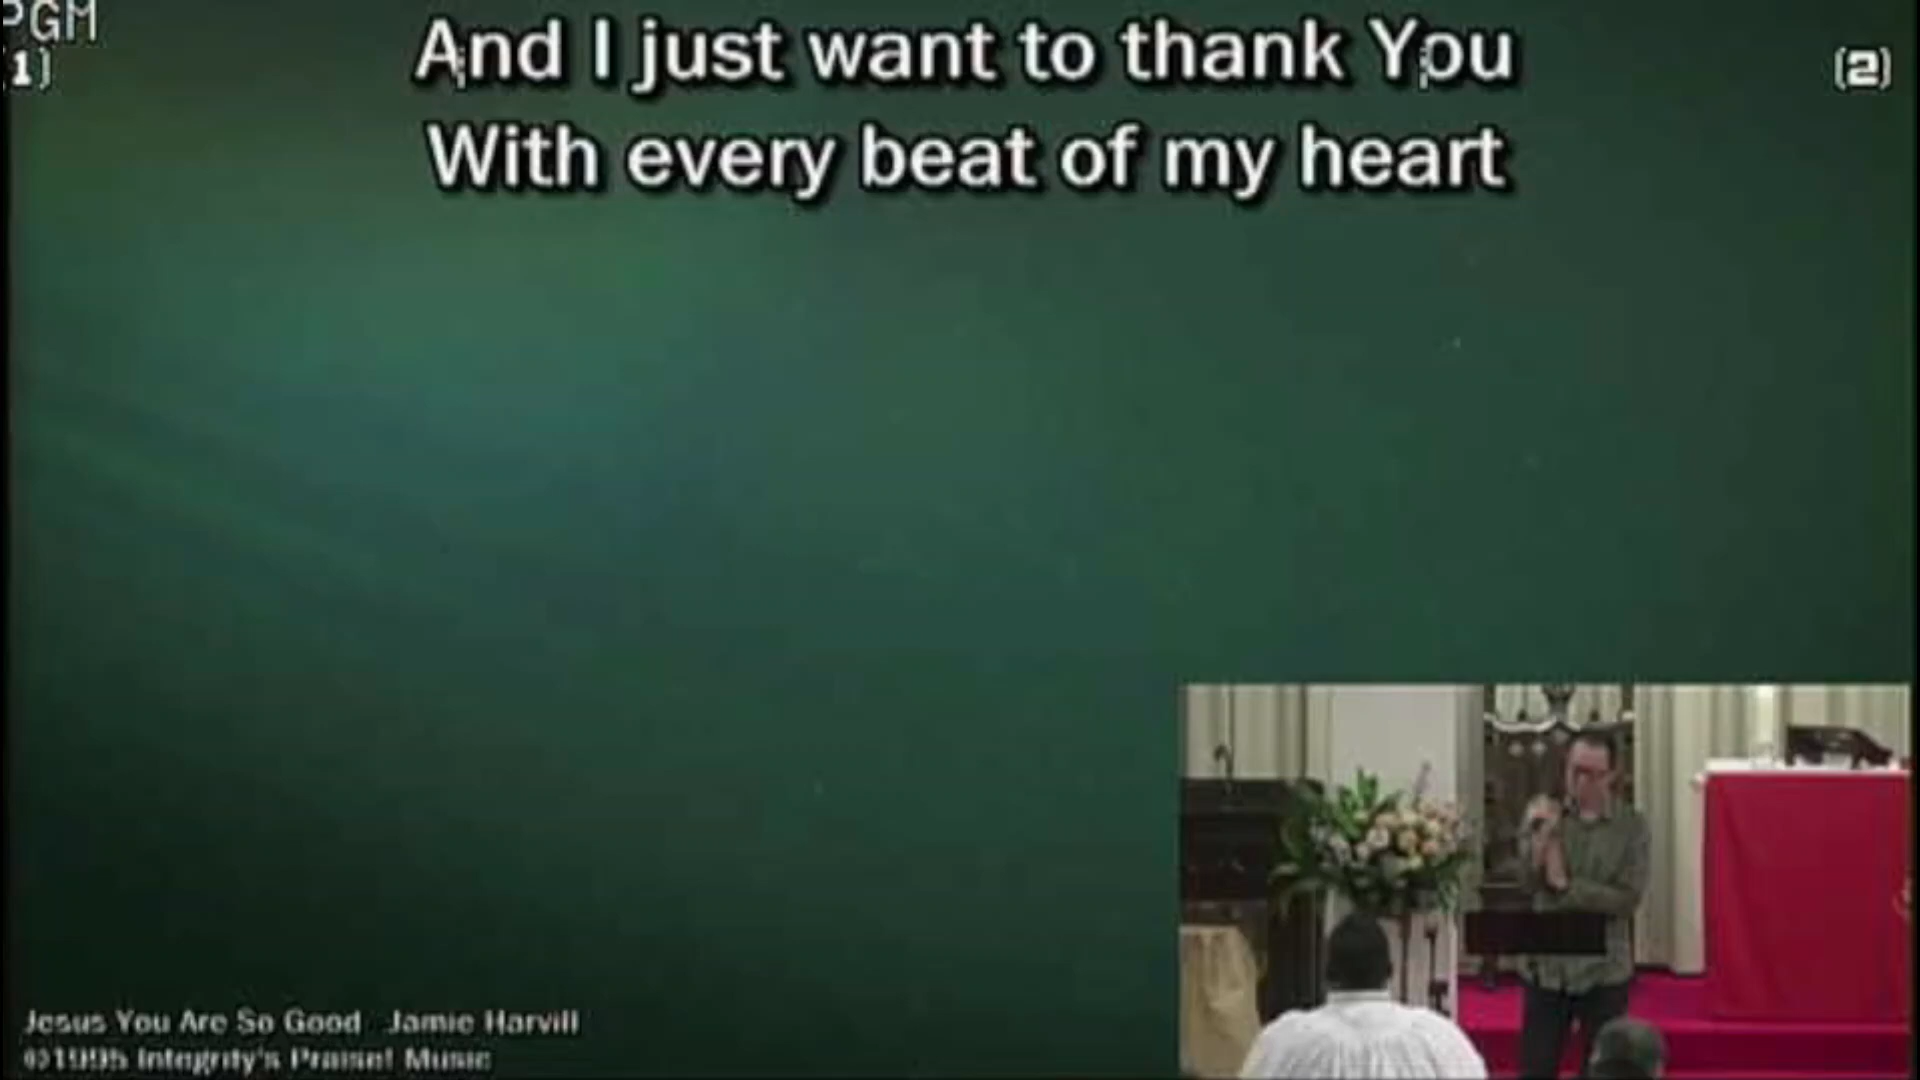 PGM
1)
(2)
And I just want to thank You
With every beat of my heart
Jesus You Are So Good Jamie Harvill
©1995 Integrity's Praise! Music